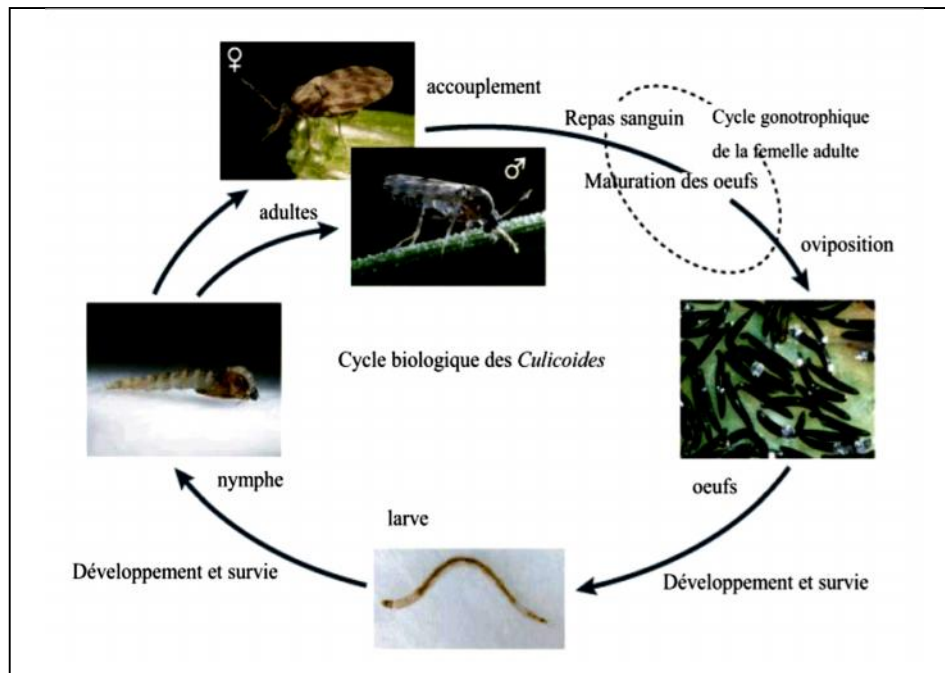 ♀
accouplement
Repas sanguin
Cycle gonotrophique
de la femelle adulte
Maturation des oeufs
♂
adultes
oviposition
Cycle biologique des Culicoides
nymphe
oeufs
larve
Développement et survie
Développement et survie